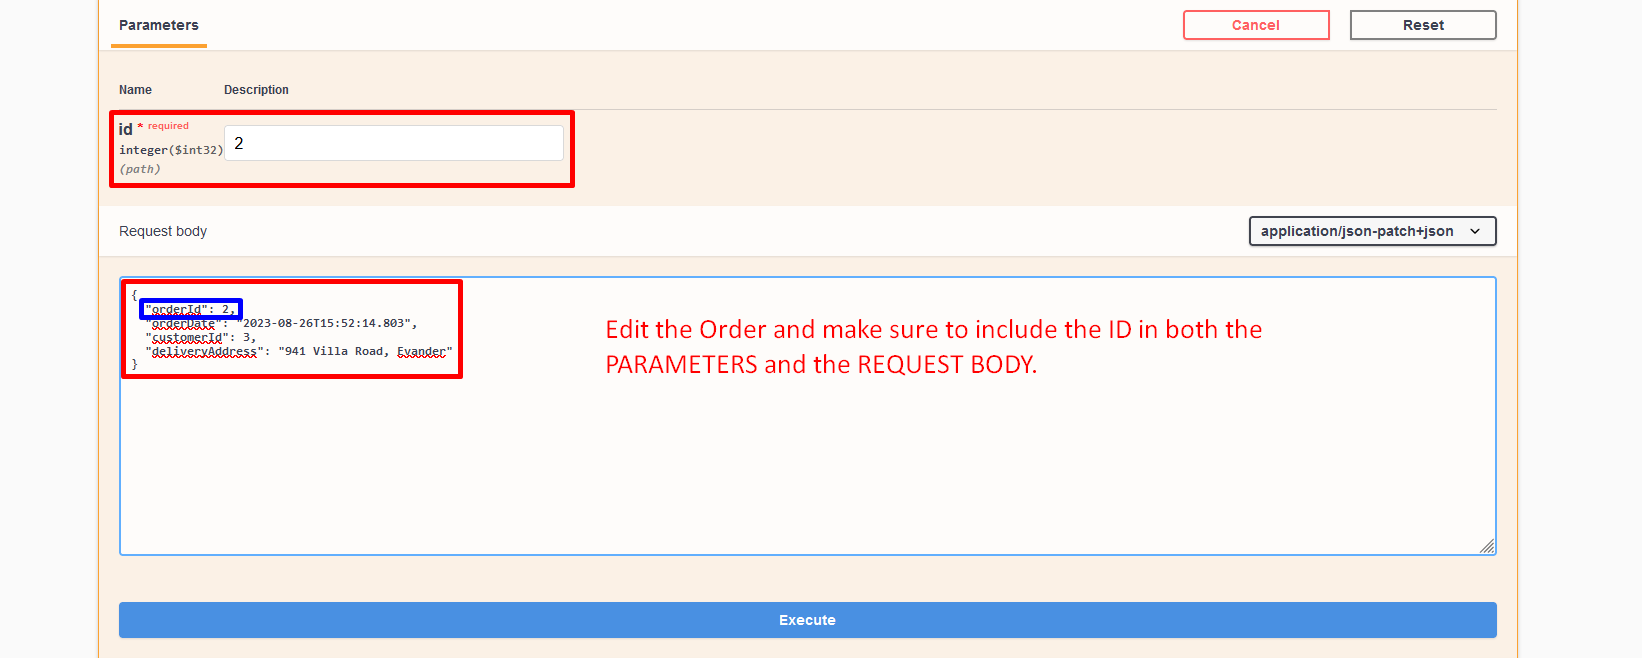 Parameters
Cancel
Reset
Name
Description
id * required
integer($int32)
(path)
2
Request body
application/json-patch+json
{
"orderId": 2,
"orderDate": "2023-08-26T15:52:14.803",
"customerId": 3,
"deliveryAddress": "941 Villa Road, Evander"
}
Edit the Order and make sure to include the ID in both the
PARAMETERS and the REQUEST BODY.
Execute